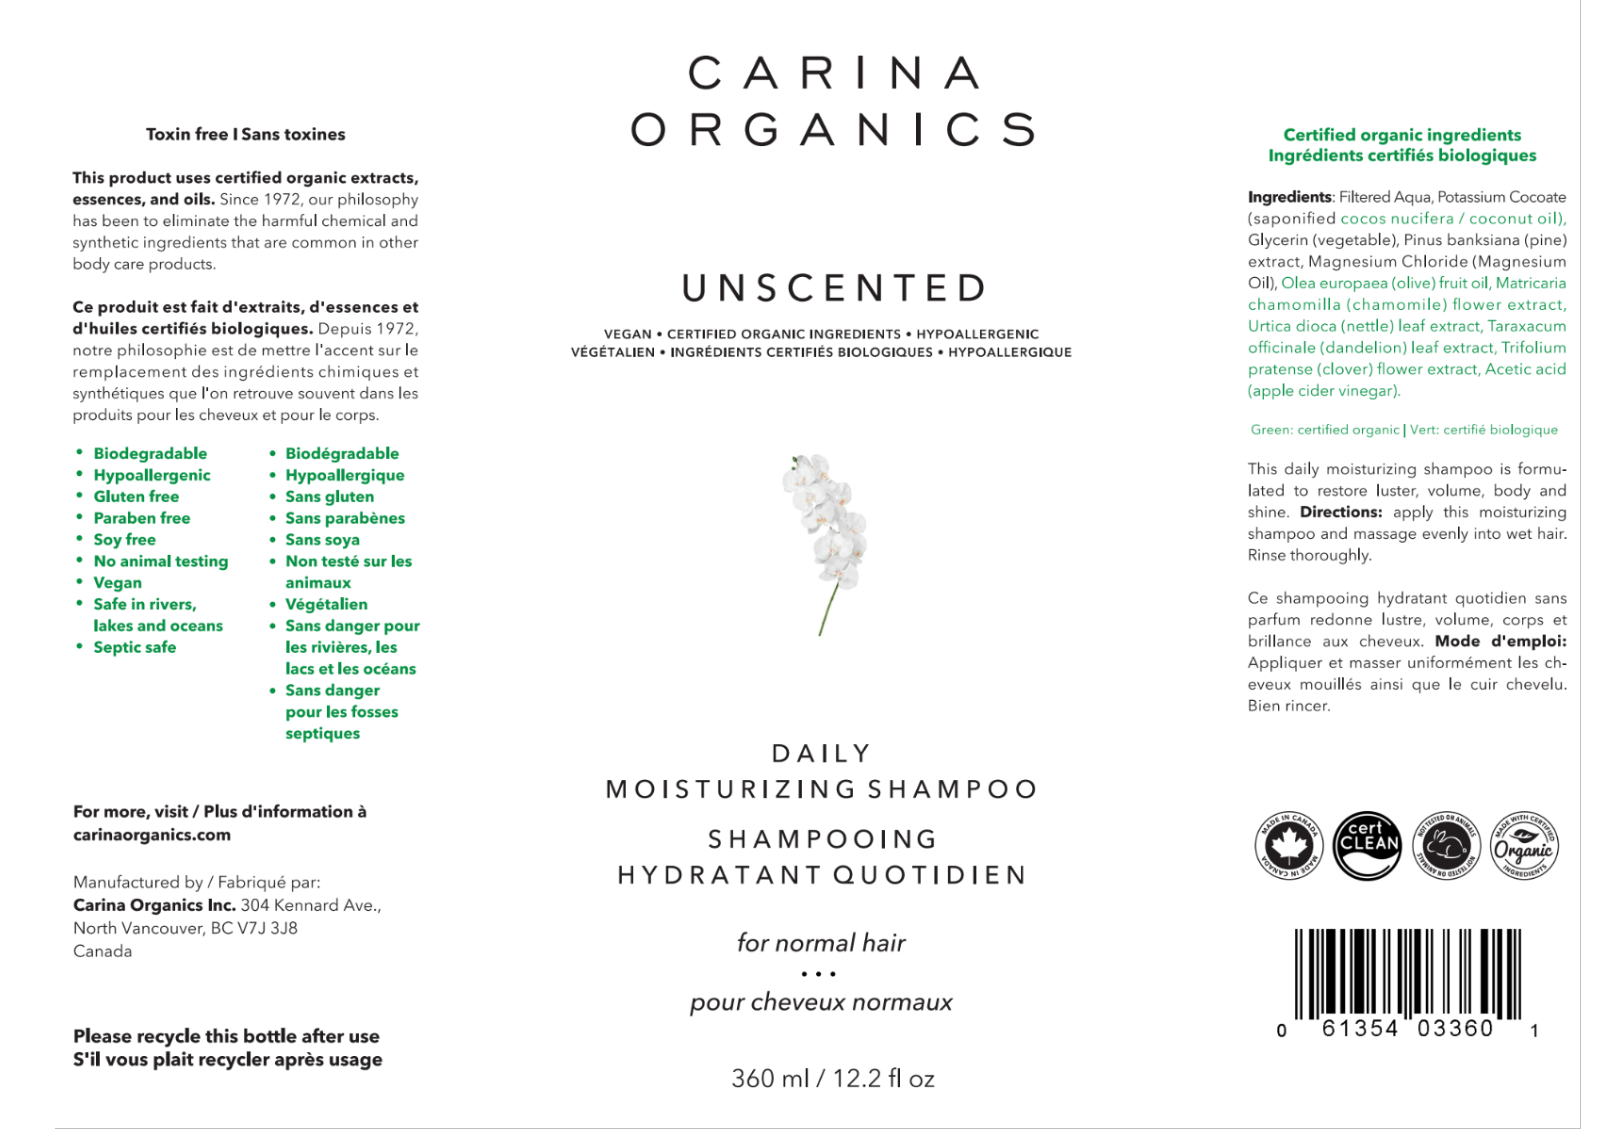 Toxin free I Sans toxines
This product uses certified organic extracts,
essences, and oils. Since 1972, our philosophy
has been to eliminate the harmful chemical and
synthetic ingredients that are common in other
body care products.
Ce produit est fait d'extraits, d'essences et
d'huiles certifiés biologiques. Depuis 1972,
notre philosophie est de mettre l'accent sur le
remplacement des ingrédients chimiques et
synthétiques que l'on retrouve souvent dans les
produits pour les cheveux et pour le corps.
• Biodegradable
• Hypoallergenic
• Gluten free
• Paraben free
• Soy free
• No animal testing
• Vegan
• Safe in rivers,
lakes and oceans
• Septic safe
• Biodégradable
• Hypoallergique
• Sans gluten
• Sans parabènes
• Sans soya
• Non testé sur les
animaux
• Végétalien
• Sans danger pour
les rivières, les
lacs et les océans
• Sans danger
pour les fosses
septiques
For more, visit / Plus d'information à
carinaorganics.com
Manufactured by / Fabriqué par:
Carina Organics Inc. 304 Kennard Ave.,
North Vancouver, BC V7J 3J8
Canada
Please recycle this bottle after use
S'il vous plait recycler après usage
CARINA
ORGANICS
UNSCENTED
VEGAN • CERTIFIED ORGANIC INGREDIENTS • HYPOALLERGENIC
VÉGÉTALIEN • INGRÉDIENTS CERTIFIÉS BIOLOGIQUES • HYPOALLERGIQUE
DAILY
MOISTURIZING SHAMPOO
SHAMPOOING
HYDRATANT QUOTIDIEN
for normal hair
• • •
pour cheveux normaux
360 ml / 12.2 fl oz
Certified organic ingredients
Ingrédients certifiés biologiques
Ingredients: Filtered Aqua, Potassium Cocoate
(saponified cocos nucifera / coconut oil),
Glycerin (vegetable), Pinus banksiana (pine)
extract, Magnesium Chloride (Magnesium
Oil), Olea europaea (olive) fruit oil, Matricaria
chamomilla (chamomile) flower extract,
Urtica dioca (nettle) leaf extract, Taraxacum
officinale (dandelion) leaf extract, Trifolium
pratense (clover) flower extract, Acetic acid
(apple cider vinegar).
Green: certified organic | Vert: certifié biologique
This daily moisturizing shampoo is formu-
lated to restore luster, volume, body and
shine. Directions: apply this moisturizing
shampoo and massage evenly into wet hair.
Rinse thoroughly.
Ce shampooing hydratant quotidien sans
parfum redonne lustre, volume, corps et
brillance aux cheveux. Mode d'emploi:
Appliquer et masser uniformément les ch-
eveux mouillés ainsi que le cuir chevelu.
Bien rincer.
MADE IN CANADA
MADE IN CANADA
cert
CLEAN
NOT TESTED ON ANIMALS
NOT TESTED ON ANIMALS
MADE WITH CERTIFIED
Organic
INGREDIENTS
0 61354 03360 1